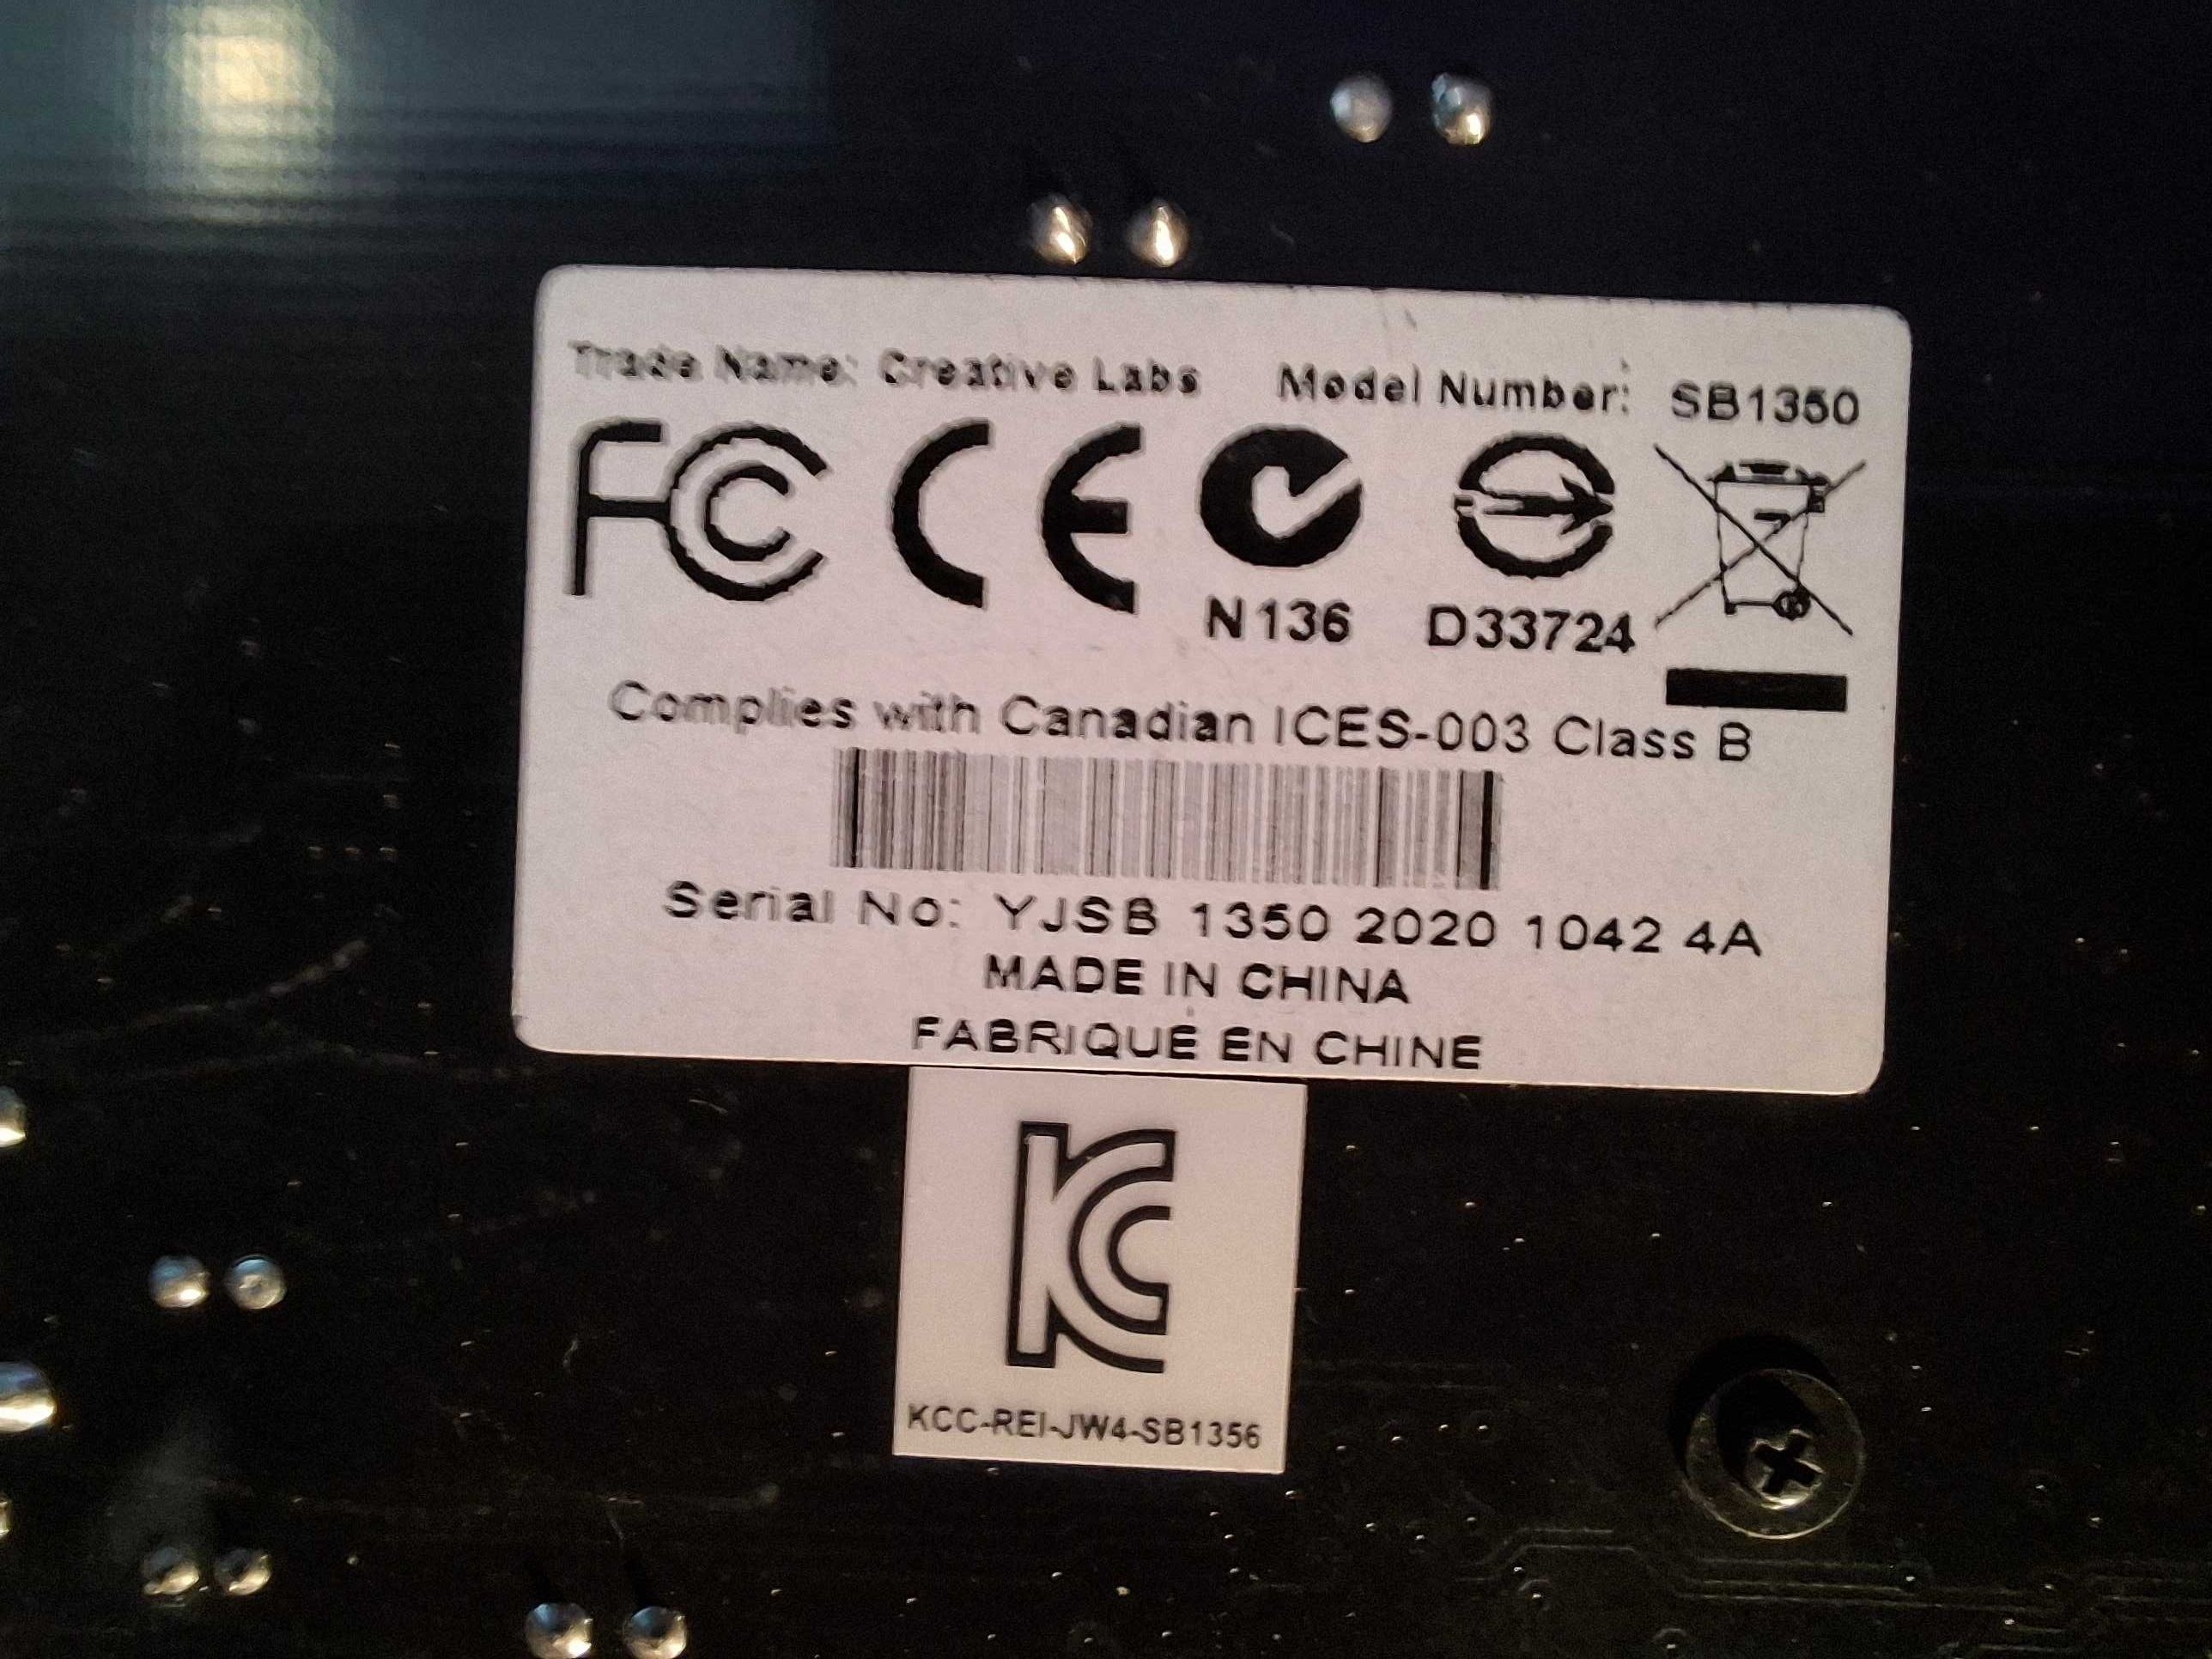 Trade Name: Creative Labs Model Number: SB1350
FC CE
N136 D33724
Complies with Canadian ICES-003 Class B
Serial No: YJSB 1350 2020 1042 4A
MADE IN CHINA
FABRIQUÉ EN CHINE
KC
KCC-REI-JW4-SB1356